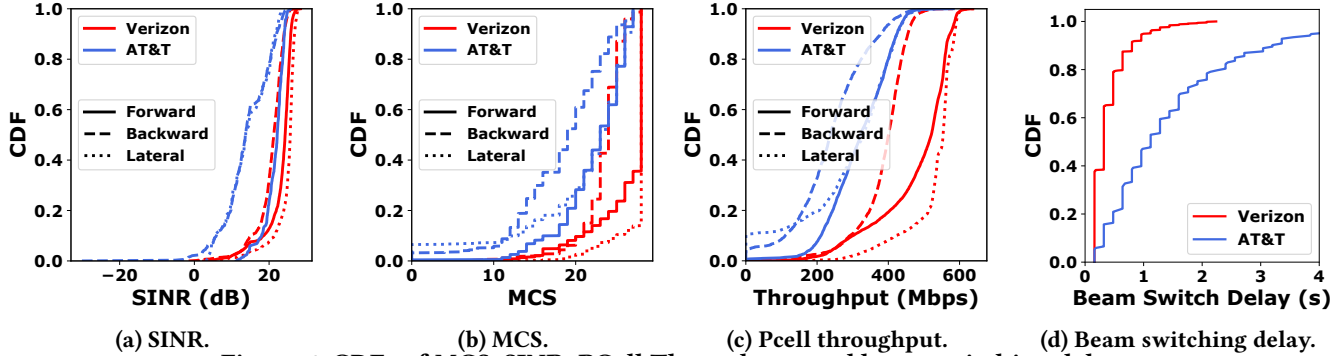 CDF
1.0
0.8
0.6
0.4
0.2
0.0
Verizon
AT&T
Forward
Backward
Lateral
−20
0
20
SINR (dB)
(a) SINR.
CDF
1.0
0.8
0.6
0.4
0.2
0.0
Verizon
AT&T
Forward
Backward
Lateral
0
10
20
MCS
(b) MCS.
CDF
1.0
0.8
0.6
0.4
0.2
0.0
Verizon
AT&T
Forward
Backward
Lateral
0
200
400
600
Throughput (Mbps)
(c) Pcell throughput.
CDF
1.0
0.8
0.6
0.4
0.2
0.0
Verizon
AT&T
0
1
2
3
4
Beam Switch Delay (s)
(d) Beam switching delay.